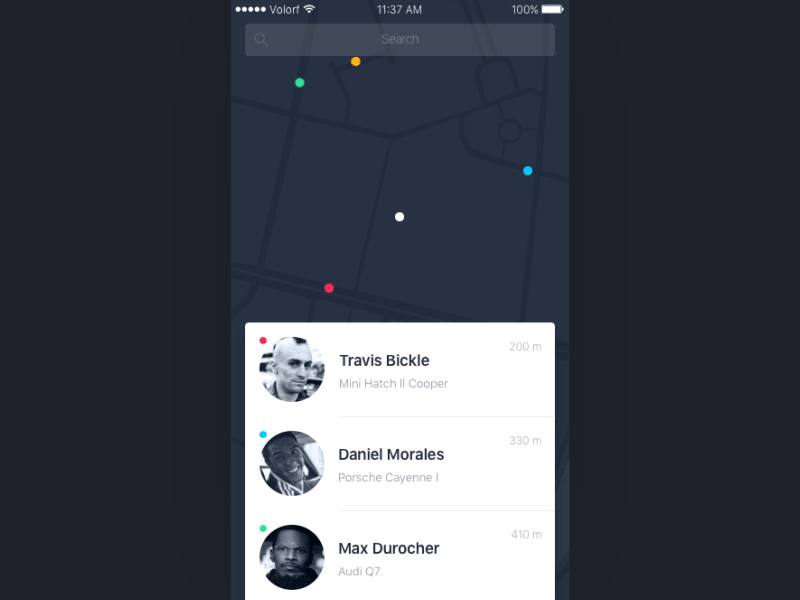 Volorf 11:37 AM 100%
Search
200 m
Travis Bickle
Mini Hatch II Cooper
330 m
Daniel Morales
Porsche Cayenne I
410 m
Max Durocher
Audi Q7